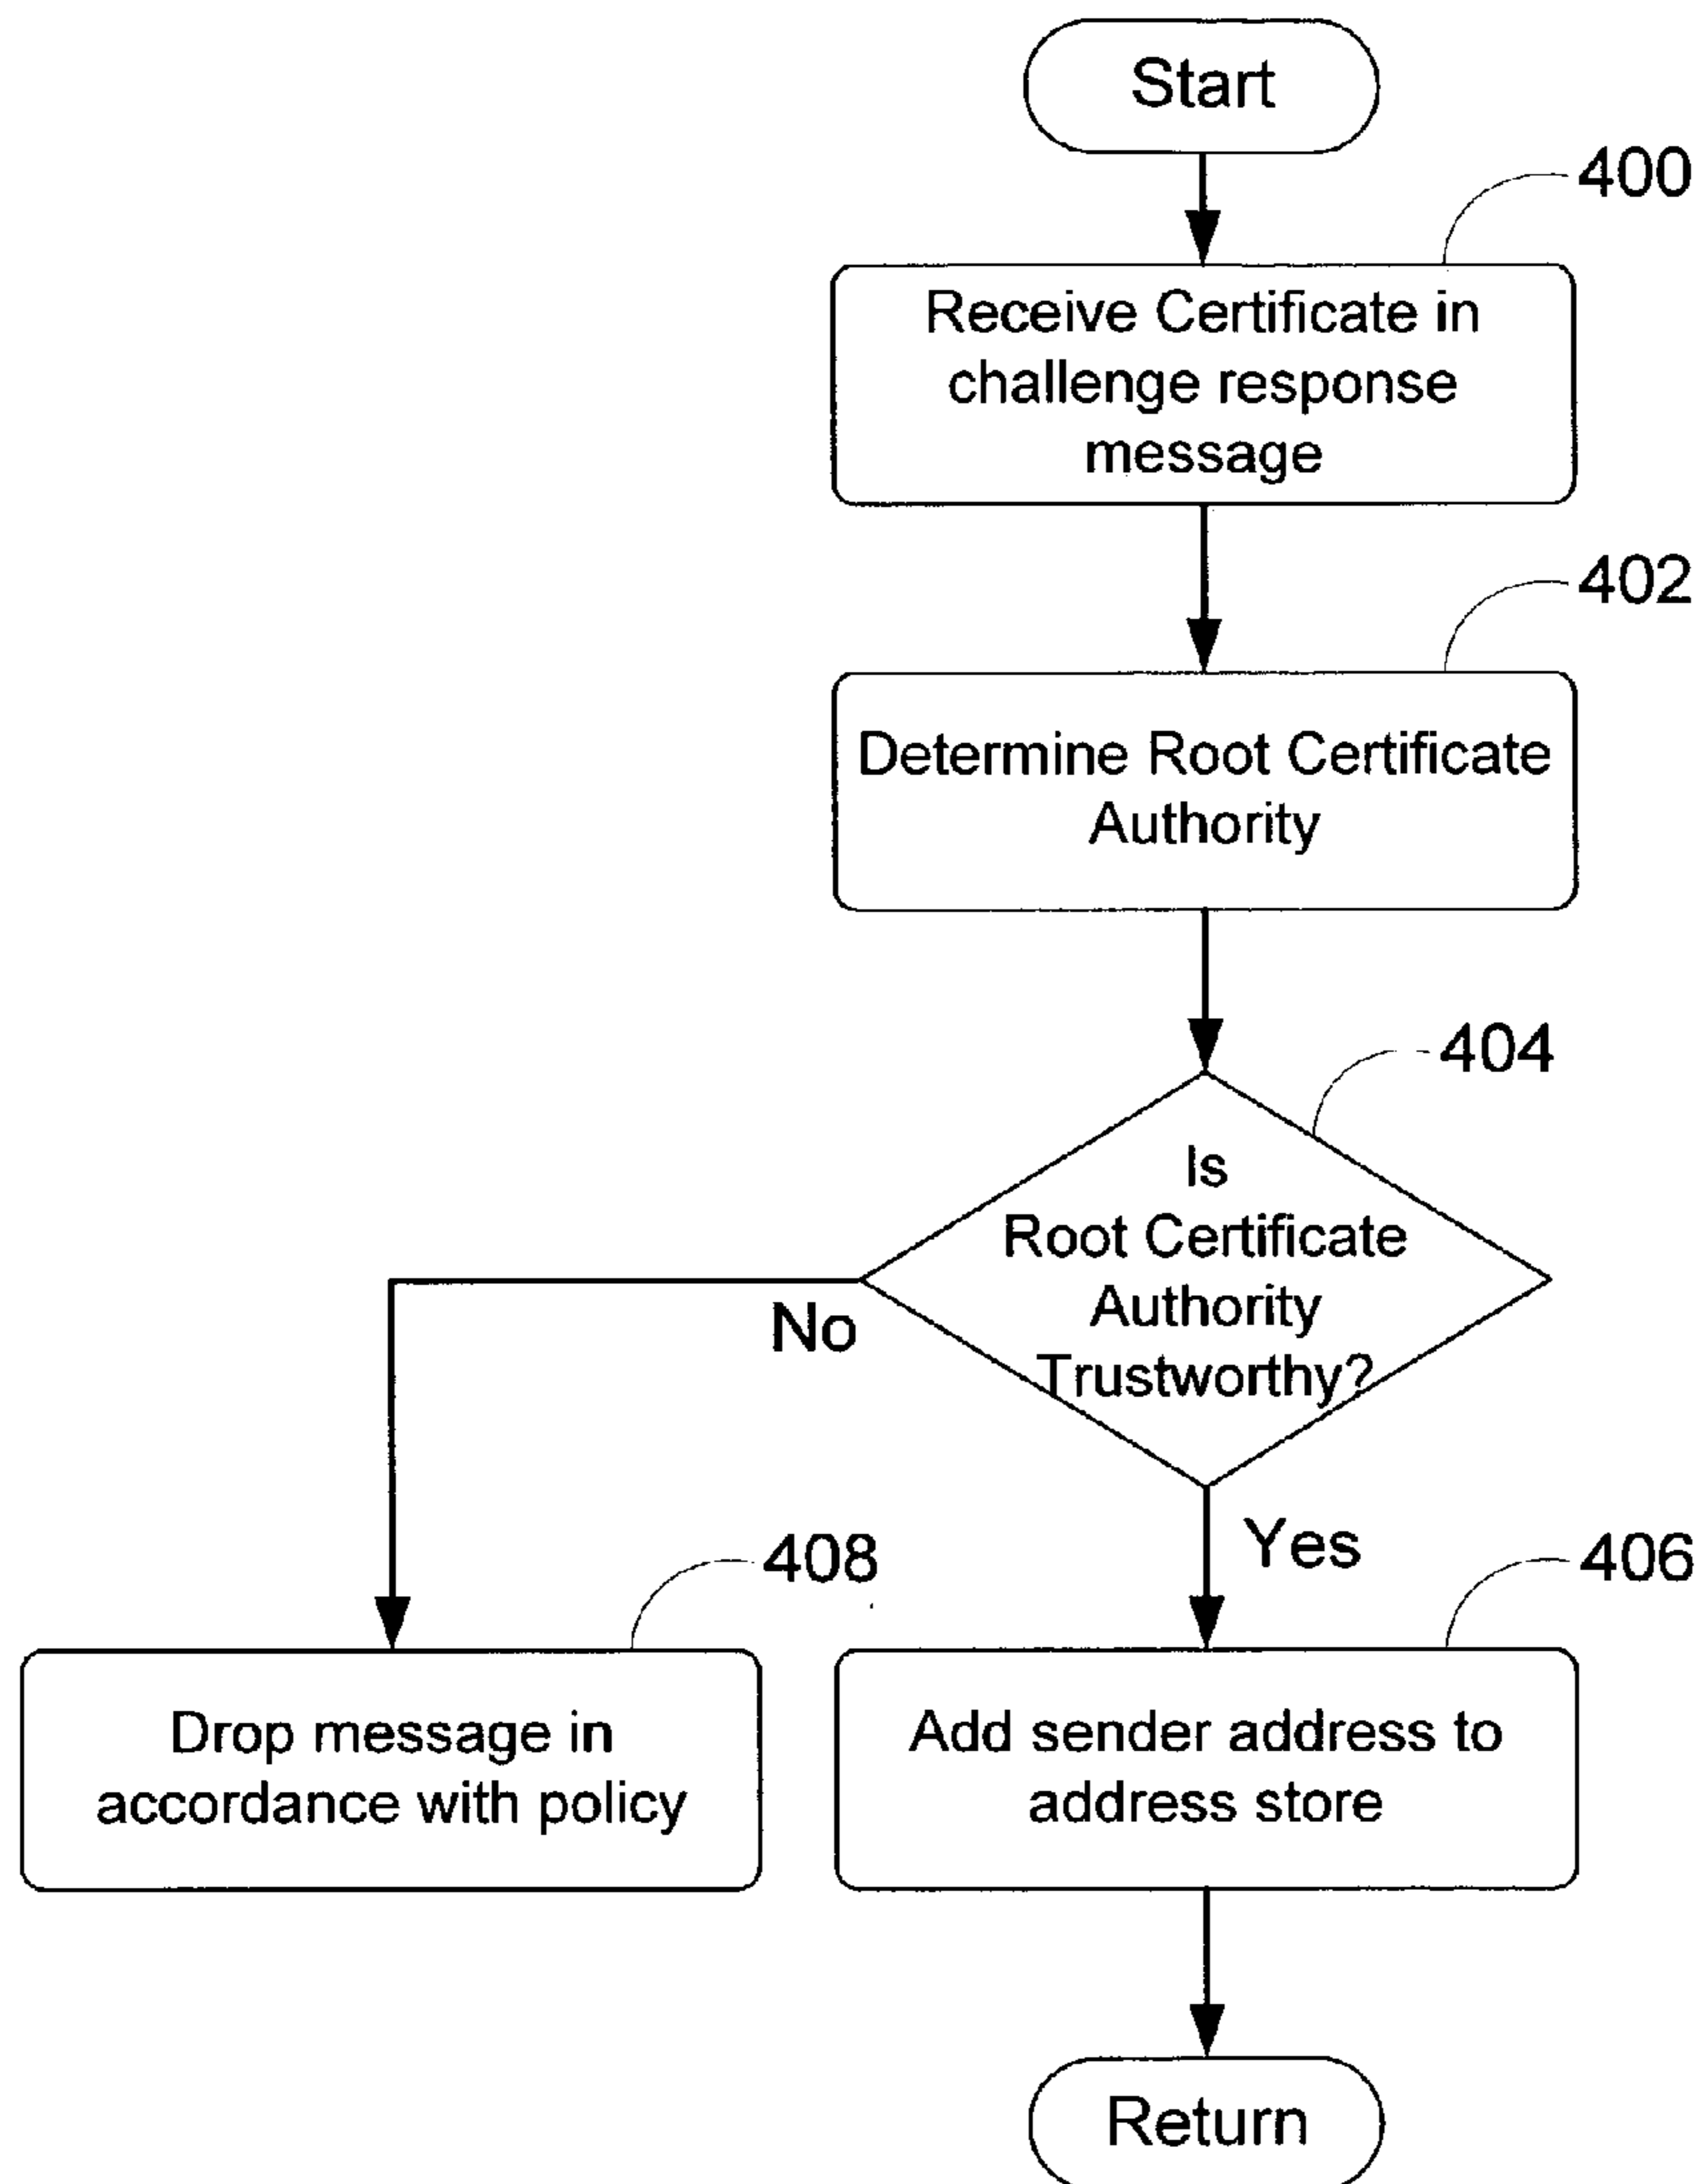 Start
400
Receive Certificate in
challenge response
message
402
Determine Root Certificate
Authority
404
Is
Root Certificate
Authority
Trustworthy?
No
Yes
408
406
Drop message in
accordance with policy
Add sender address to
address store
Return